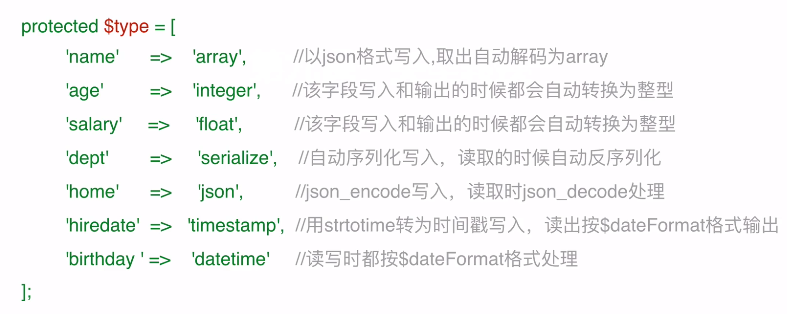 protected $type = [
'name' => 'array', //以json格式写入,取出自动解码为array
'age' => 'integer', //该字段写入和输出的时候都会自动转换为整型
'salary' => 'float', //该字段写入和输出的时候都会自动转换为整型
'dept' => 'serialize', //自动序列化写入，读取的时候自动反序列化
'home' => 'json', //json_encode写入，读取时json_decode处理
'hiredate' => 'timestamp', //用strtotime转为时间戳写入，读出按$dateFormat格式输出
'birthday ' => 'datetime' //读写时都按$dateFormat格式处理
];